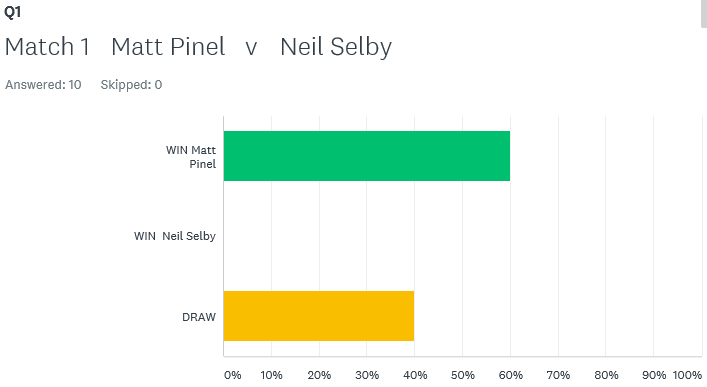 Q1
Match 1   Matt Pinel   v   Neil Selby
Answered: 10   Skipped: 0
WIN Matt
Pinel
WIN  Neil Selby
DRAW
0%   10%   20%   30%   40%   50%   60%   70%   80%   90%   100%